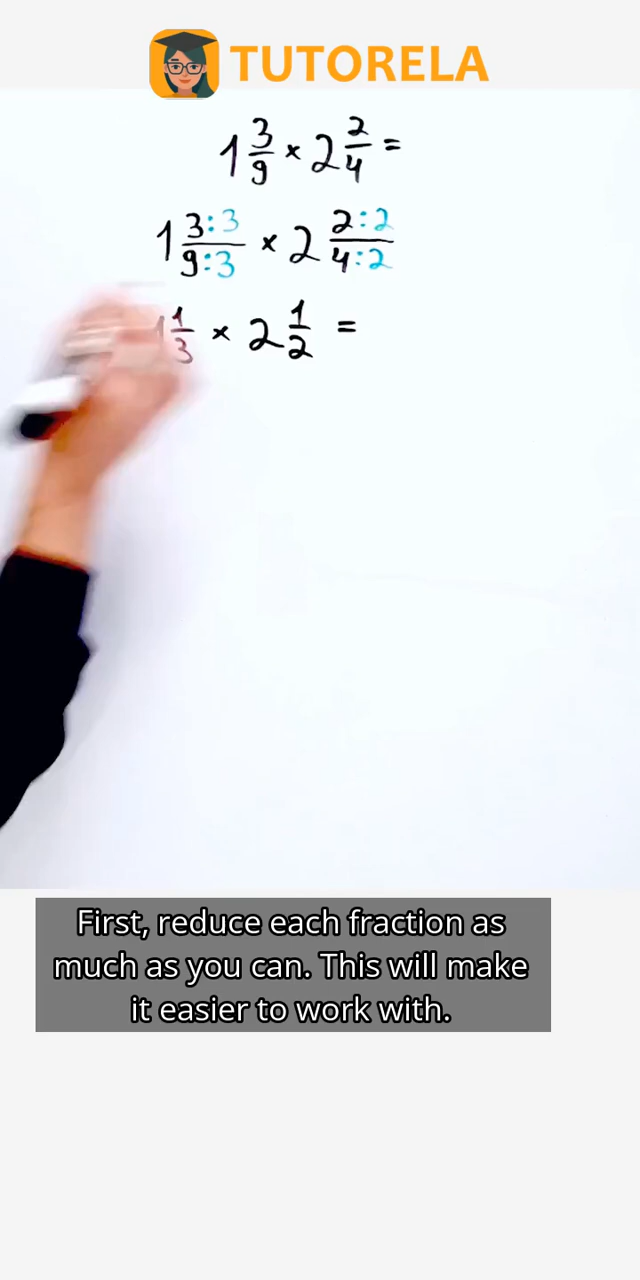 TUTORELA
1 3/9 × 2 2/4 =
1 3:3/9:3 × 2 2:2/4:2
1 1/3 × 2 1/2 =
First, reduce each fraction as
much as you can. This will make
it easier to work with.